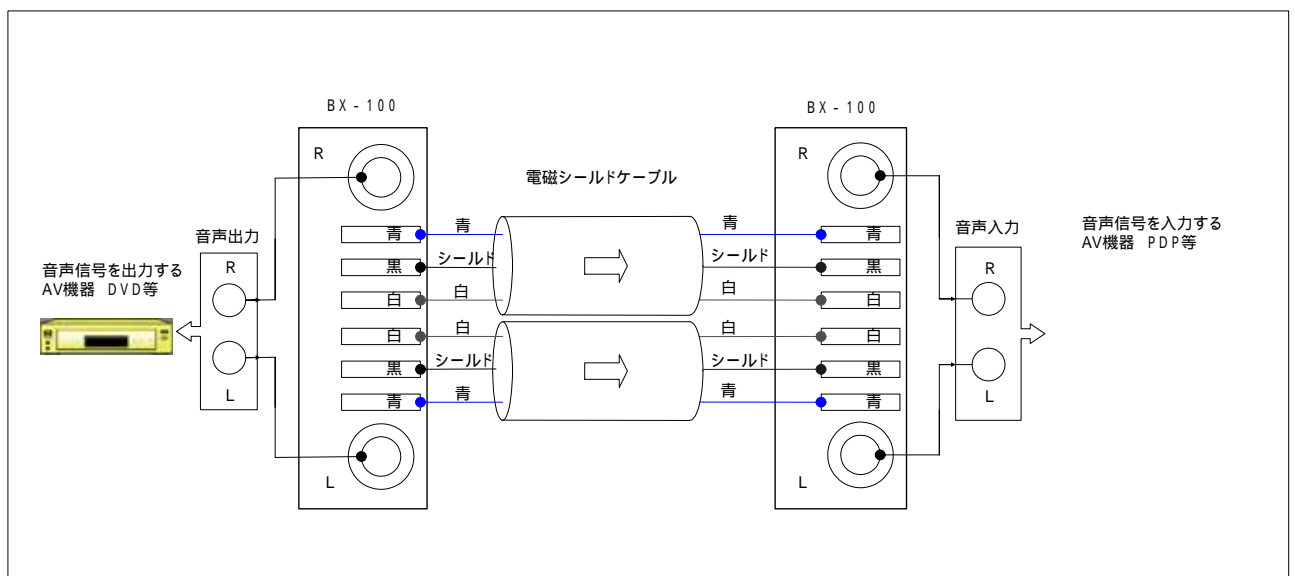 BX-100
BX-100
R
R
電磁シールドケーブル
音声出力
音声入力
音声信号を入力する
AV機器 PDP等
音声信号を出力する
AV機器 DVD等
R
L
R
L
青
青
青
青
黒
シールド
シールド
黒
白
白
白
白
白
白
白
白
黒
シールド
シールド
黒
青
青
青
青
L
L